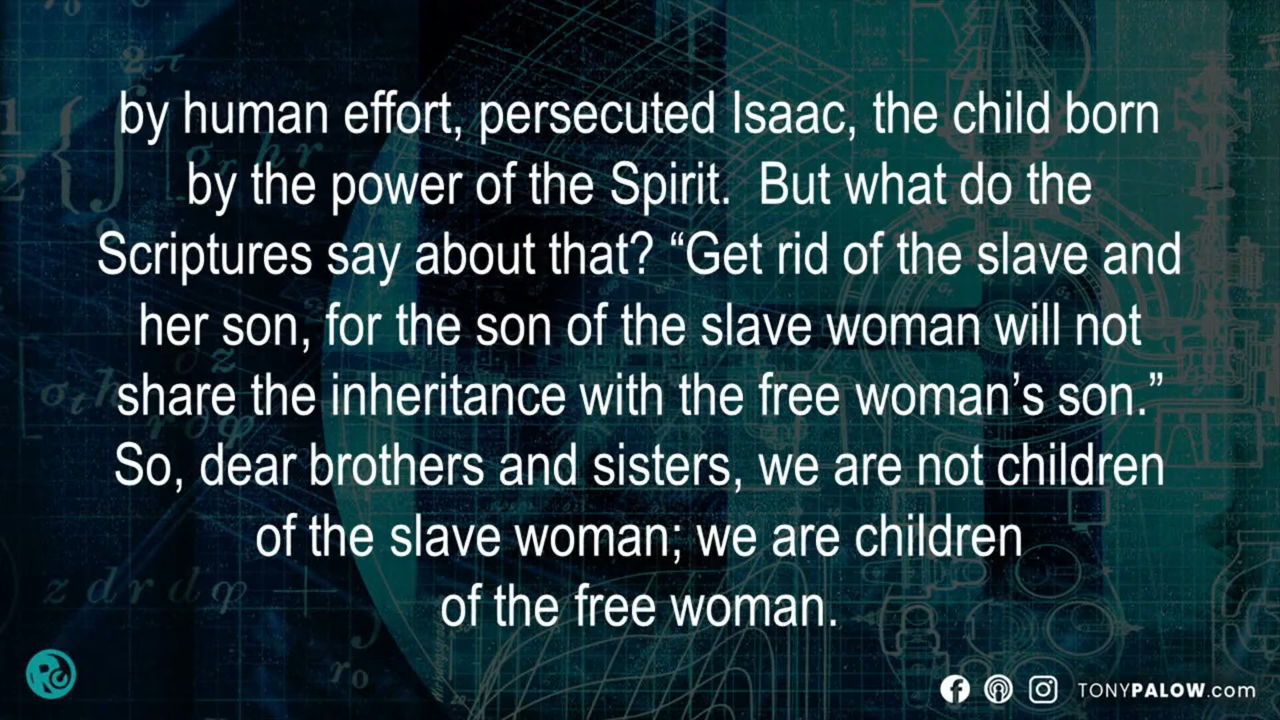 by human effort, persecuted Isaac, the child born
by the power of the Spirit.  But what do the
Scriptures say about that? “Get rid of the slave and
her son, for the son of the slave woman will not
share the inheritance with the free woman’s son.”
So, dear brothers and sisters, we are not children
of the slave woman; we are children
of the free woman.
z d r d φ +
r₀
TONYPALOW.com